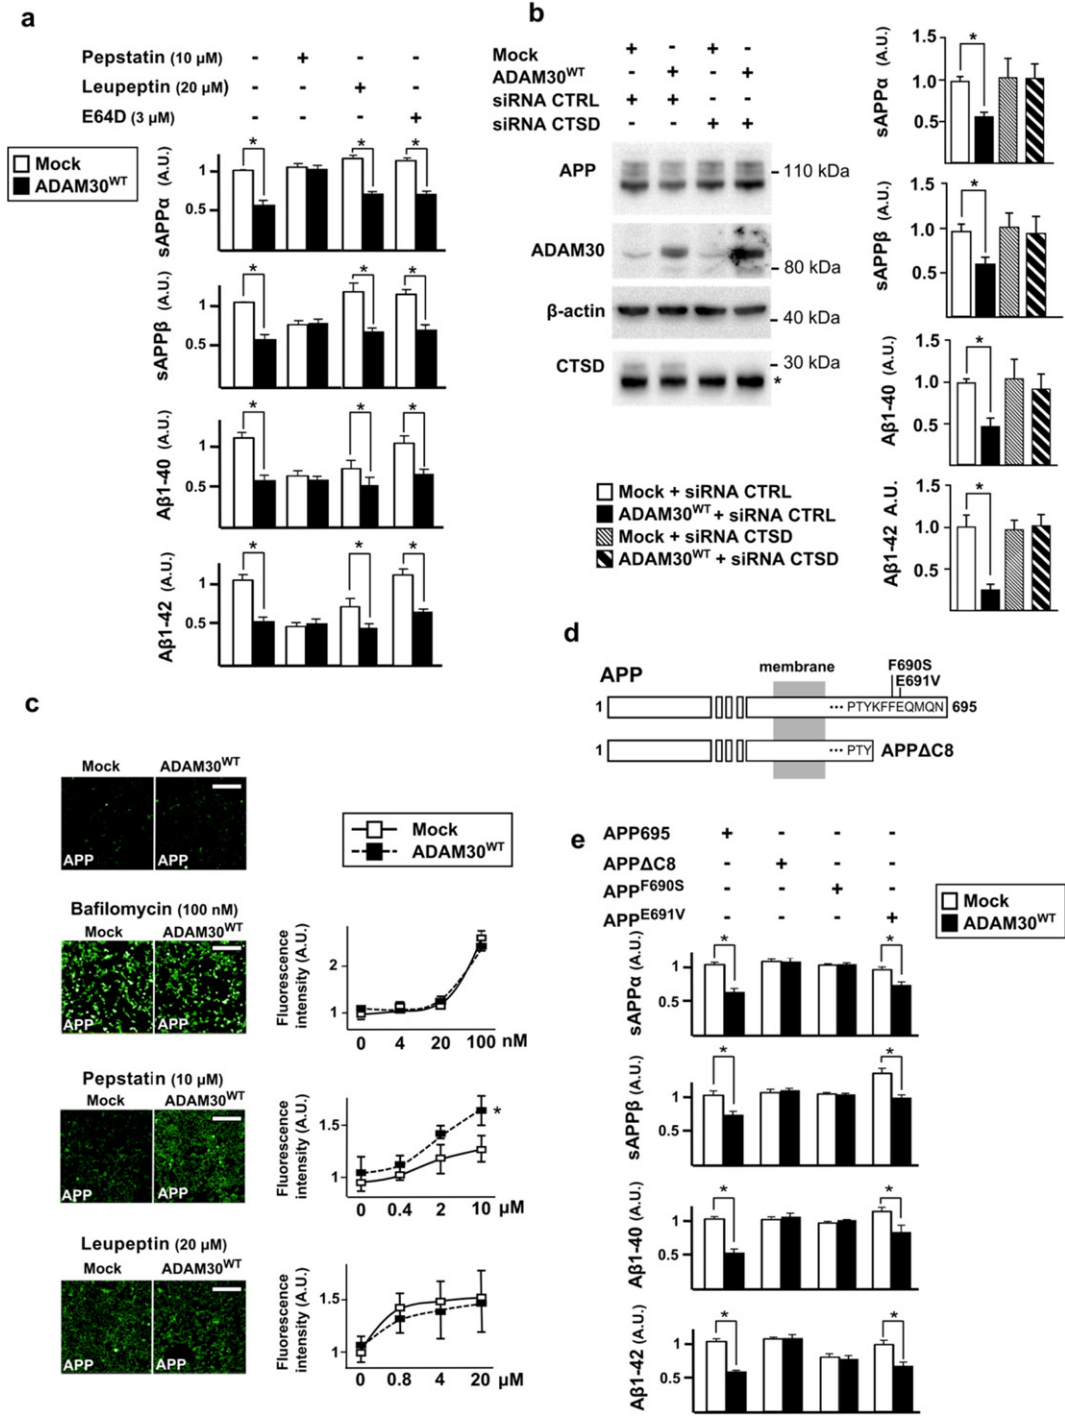 a
Pepstatin (10 µM) - + - -
Leupeptin (20 µM) - - + -
E64D (3 µM) - - - +
Mock
ADAM30WT
sAPPα (A.U.)
1
0.5
* * *
sAPPβ (A.U.)
1
0.5
* * *
Aβ1-40 (A.U.)
1
0.5
* * *
Aβ1-42 (A.U.)
1
0.5
* * *
b
Mock + - + -
ADAM30WT - + - +
siRNA CTRL + + - -
siRNA CTSD - - + +
APP
110 kDa
ADAM30
80 kDa
β-actin
40 kDa
CTSD
30 kDa
*
Mock + siRNA CTRL
ADAM30WT + siRNA CTRL
Mock + siRNA CTSD
ADAM30WT + siRNA CTSD
sAPPα (A.U.)
1.5
1.0
0.5
*
sAPPβ (A.U.)
1.5
1.0
0.5
*
Aβ1-40 (A.U.)
1.5
1.0
0.5
*
Aβ1-42 A.U.
1.5
1.0
0.5
*
c
Mock ADAM30WT
APP APP
Mock
ADAM30WT
Bafilomycin (100 nM)
Mock ADAM30WT
APP APP
Fluorescence
intensity (A.U.)
2
1
0 4 20 100 nM
Pepstatin (10 µM)
Mock ADAM30WT
APP APP
Fluorescence
intensity (A.U.)
1.5
1
*
0 0.4 2 10 µM
Leupeptin (20 µM)
Mock ADAM30WT
APP APP
Fluorescence
intensity (A.U.)
1.5
1
0 0.8 4 20 µM
d
APP
membrane
F690S
E691V
1 ··· PTYKFFEQMQN 695
1 ··· PTY APPΔC8
e
APP695 + - - -
APPΔC8 - + - -
APPF690S - - + -
APPE691V - - - +
Mock
ADAM30WT
sAPPα (A.U.)
1
0.5
* *
sAPPβ (A.U.)
1
0.5
* *
Aβ1-40 (A.U.)
1
0.5
* *
Aβ1-42 (A.U.)
1
0.5
* *